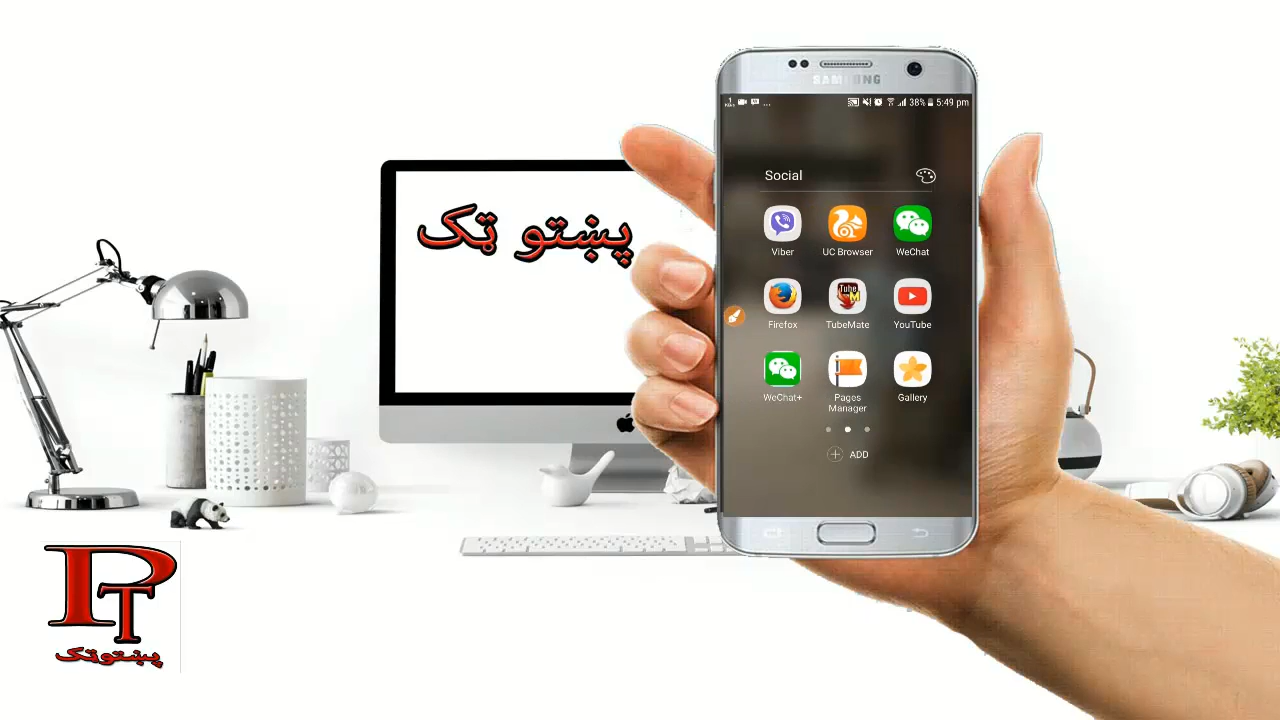 SAMSUNG
38% 5:49 pm
Social
Viber
UC Browser
WeChat
Firefox
TubeMate
YouTube
WeChat+
Pages
Manager
Gallery
ADD
پښتو ټک
PT
پښتوټک